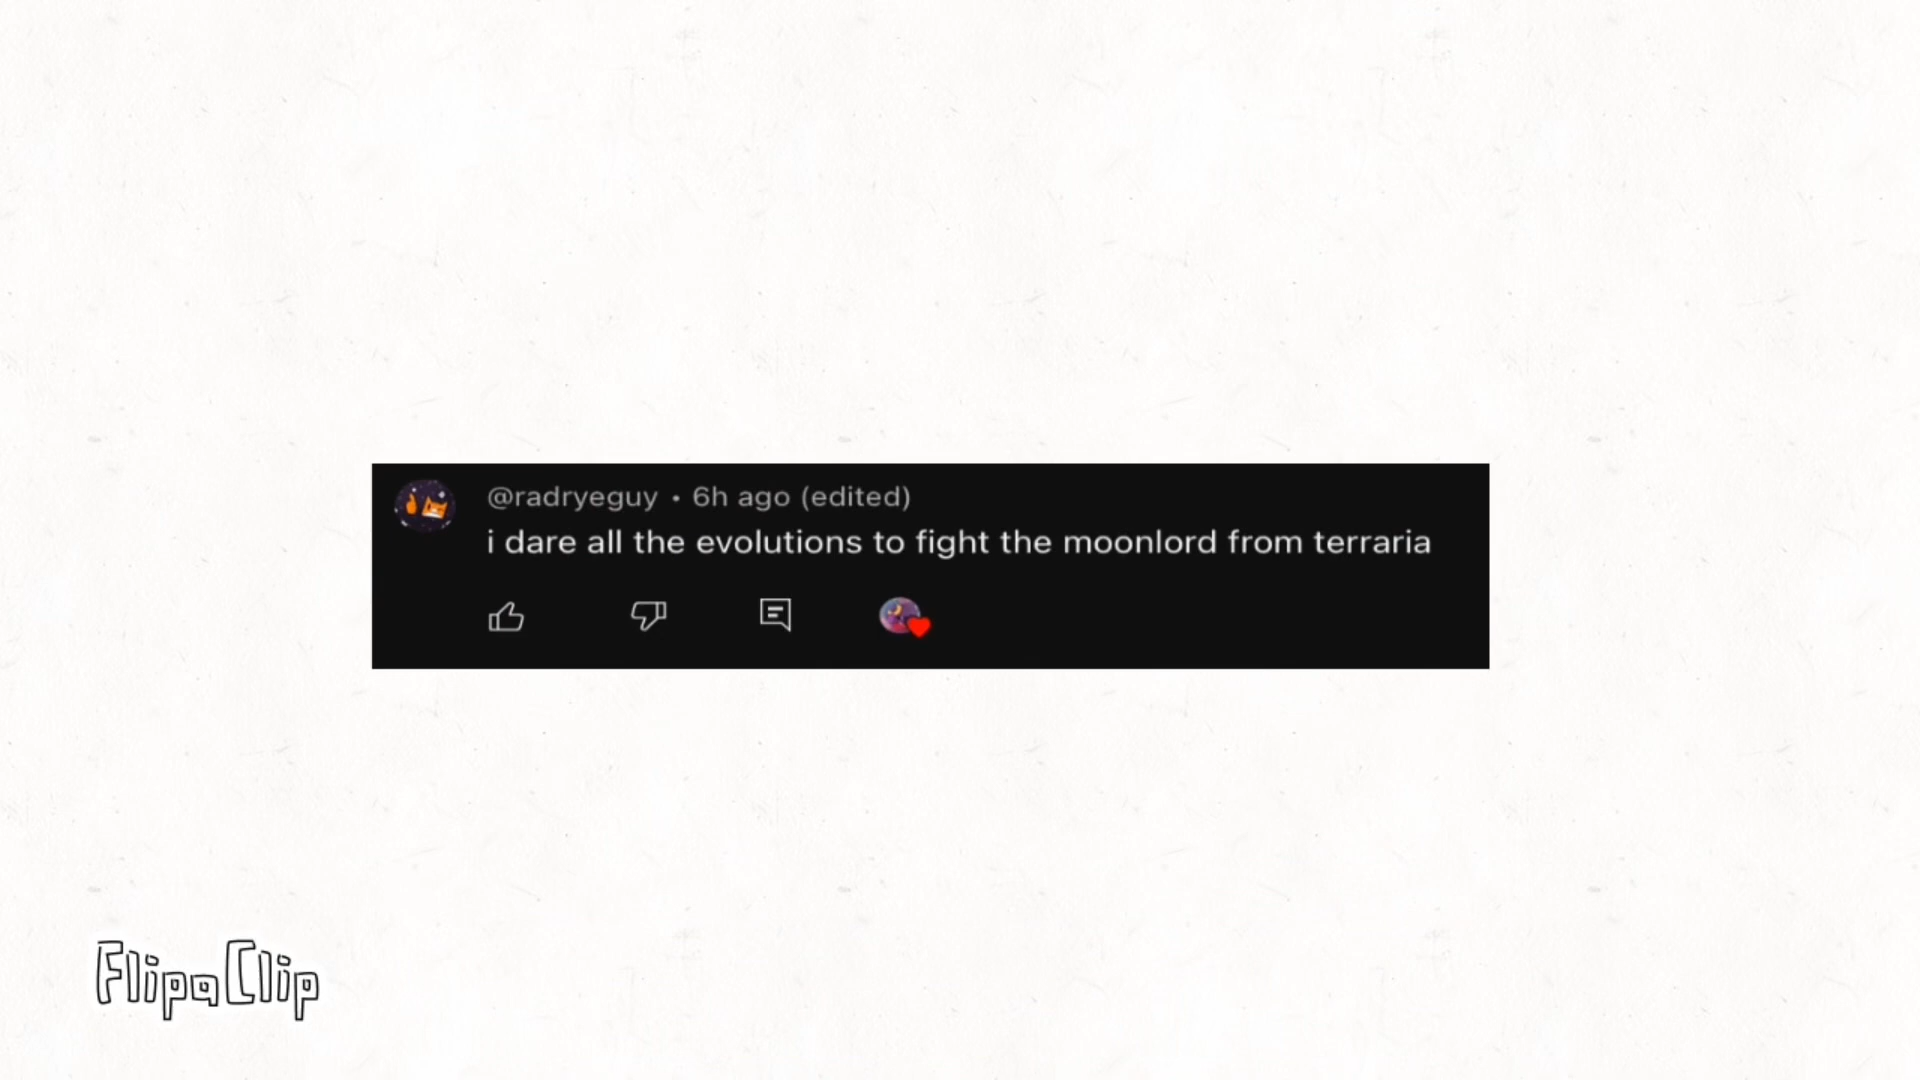 @radryeguy • 6h ago (edited)
i dare all the evolutions to fight the moonlord from terraria
FlipaClip